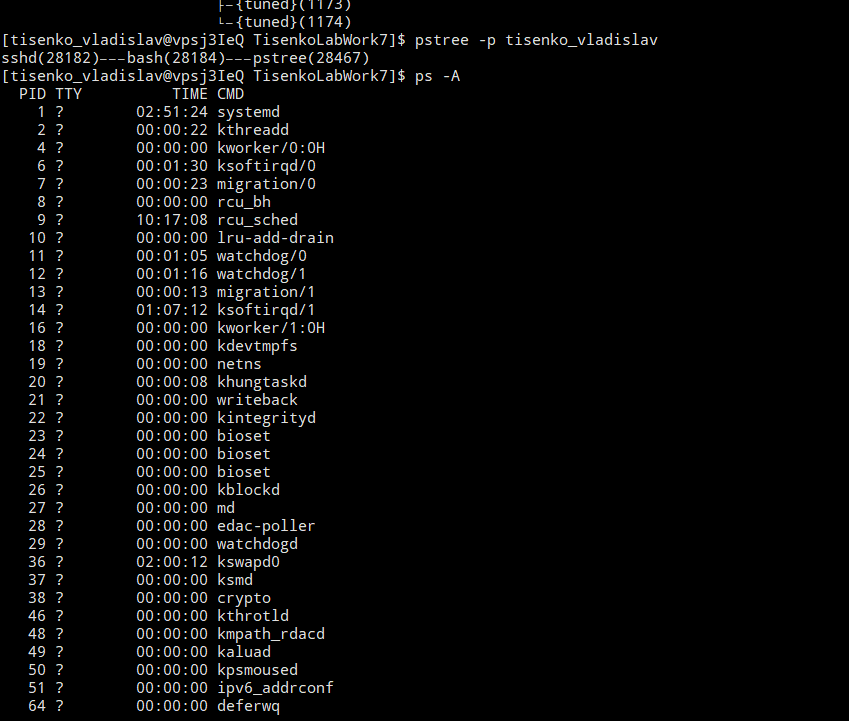 ├─{tuned}(1173)
└─{tuned}(1174)
[tisenko_vladislav@vpsj3IeQ TisenkoLabWork7]$ pstree -p tisenko_vladislav
sshd(28182)---bash(28184)---pstree(28467)
[tisenko_vladislav@vpsj3IeQ TisenkoLabWork7]$ ps -A
PID TTY TIME CMD
1 ? 02:51:24 systemd
2 ? 00:00:22 kthreadd
4 ? 00:00:00 kworker/0:0H
6 ? 00:01:30 ksoftirqd/0
7 ? 00:00:23 migration/0
8 ? 00:00:00 rcu_bh
9 ? 10:17:08 rcu_sched
10 ? 00:00:00 lru-add-drain
11 ? 00:01:05 watchdog/0
12 ? 00:01:16 watchdog/1
13 ? 00:00:13 migration/1
14 ? 01:07:12 ksoftirqd/1
16 ? 00:00:00 kworker/1:0H
18 ? 00:00:00 kdevtmpfs
19 ? 00:00:00 netns
20 ? 00:00:08 khungtaskd
21 ? 00:00:00 writeback
22 ? 00:00:00 kintegrityd
23 ? 00:00:00 bioset
24 ? 00:00:00 bioset
25 ? 00:00:00 bioset
26 ? 00:00:00 kblockd
27 ? 00:00:00 md
28 ? 00:00:00 edac-poller
29 ? 00:00:00 watchdogd
36 ? 02:00:12 kswapd0
37 ? 00:00:00 ksmd
38 ? 00:00:00 crypto
46 ? 00:00:00 kthrotld
48 ? 00:00:00 kmpath_rdacd
49 ? 00:00:00 kaluad
50 ? 00:00:00 kpsmoused
51 ? 00:00:00 ipv6_addrconf
64 ? 00:00:00 deferwq